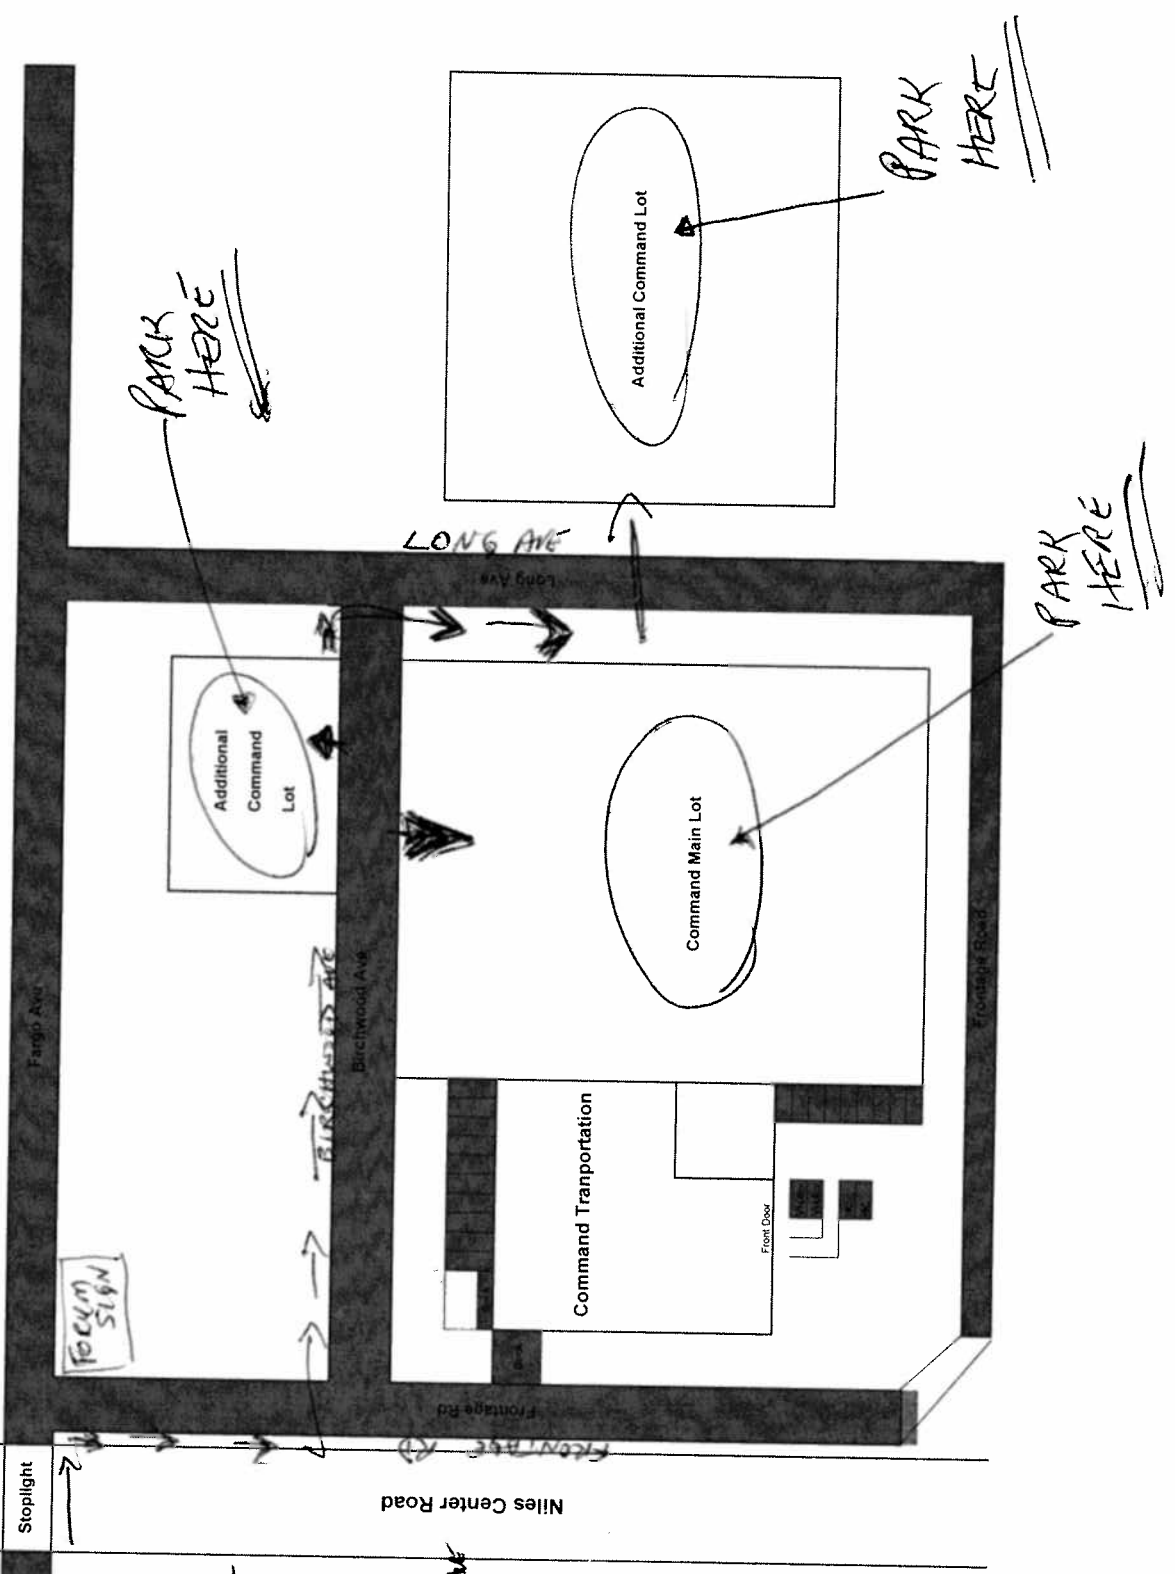 PARK
HERE
Additional Command Lot
PARK
HERE
LONG AVE
Long Ave
PARK
HERE
Additional
Command
Lot
Command Main Lot
Fargo Ave
BIRCHWOOD AVE
Birchwood Ave
Frontage Road
Command Tranportation
Front Door
FORUM
SIGN
Frontage Rd
FRONTAGE RD
Stoplight
Niles Center Road